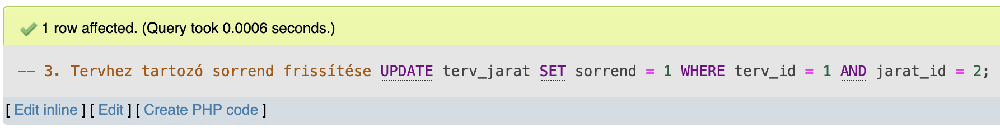 1 row affected. (Query took 0.0006 seconds.)
-- 3. Tervhez tartozó sorrend frissítése UPDATE terv_jarat SET sorrend = 1 WHERE terv_id = 1 AND jarat_id = 2;
[ Edit inline ] [ Edit ] [ Create PHP code ]